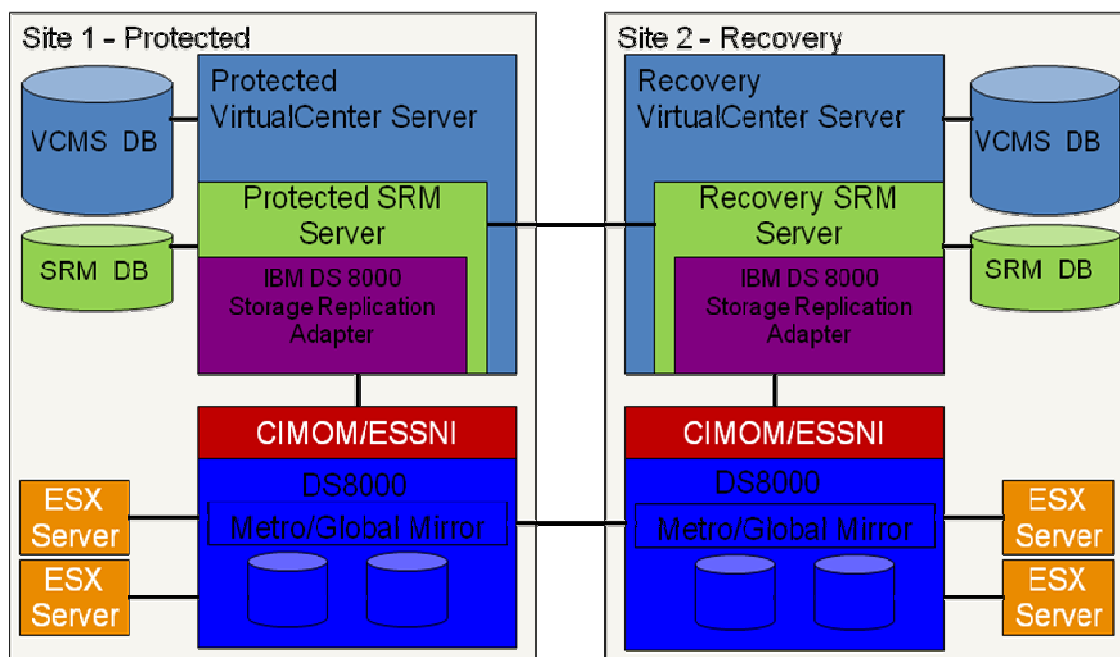 Site 1 - Protected
Protected
VirtualCenter Server
VCMS DB
Protected SRM
Server
SRM DB
IBM DS 8000
Storage Replication
Adapter
CIMOM/ESSNI
DS8000
Metro/Global Mirror
ESX
Server
ESX
Server
Site 2 - Recovery
Recovery
VirtualCenter Server
VCMS DB
Recovery SRM
Server
SRM DB
IBM DS 8000
Storage Replication
Adapter
CIMOM/ESSNI
DS8000
Metro/Global Mirror
ESX
Server
ESX
Server